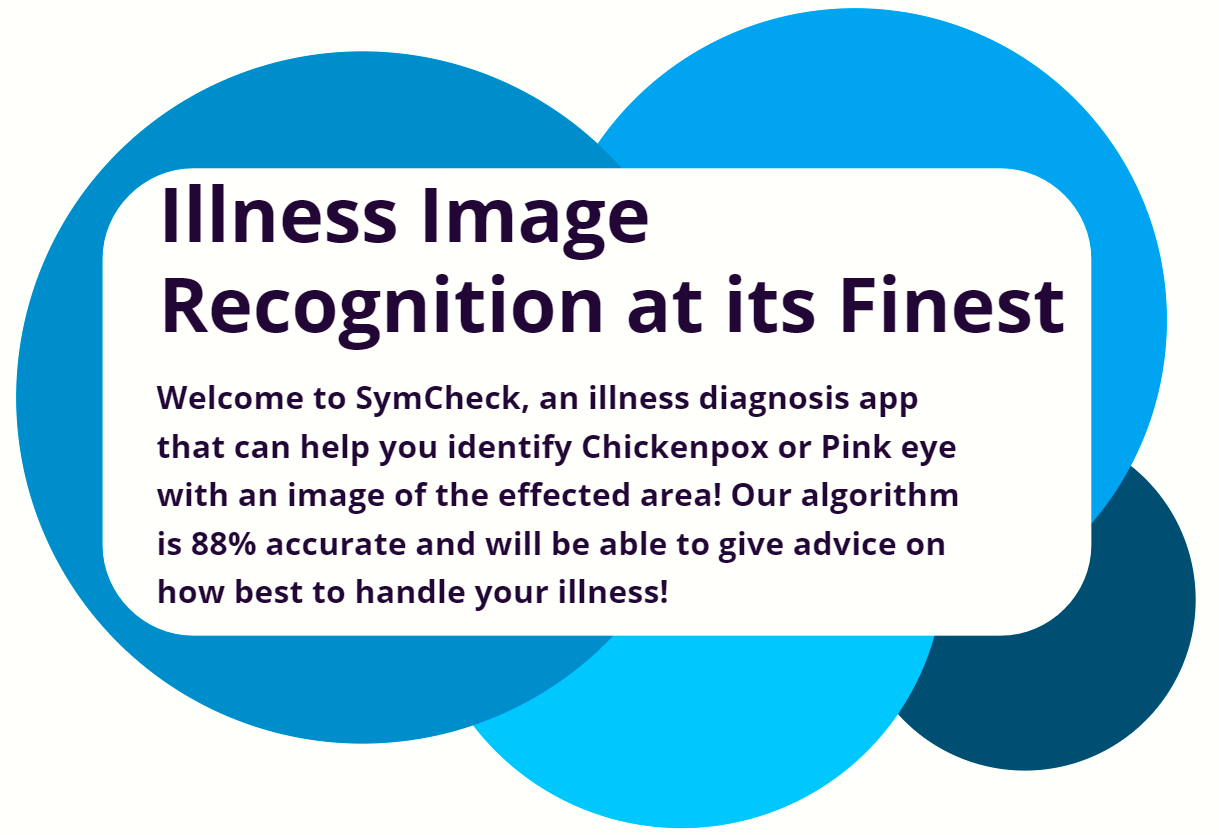 Illness Image
Recognition at its Finest
Welcome to SymCheck, an illness diagnosis app
that can help you identify Chickenpox or Pink eye
with an image of the effected area! Our algorithm
is 88% accurate and will be able to give advice on
how best to handle your illness!